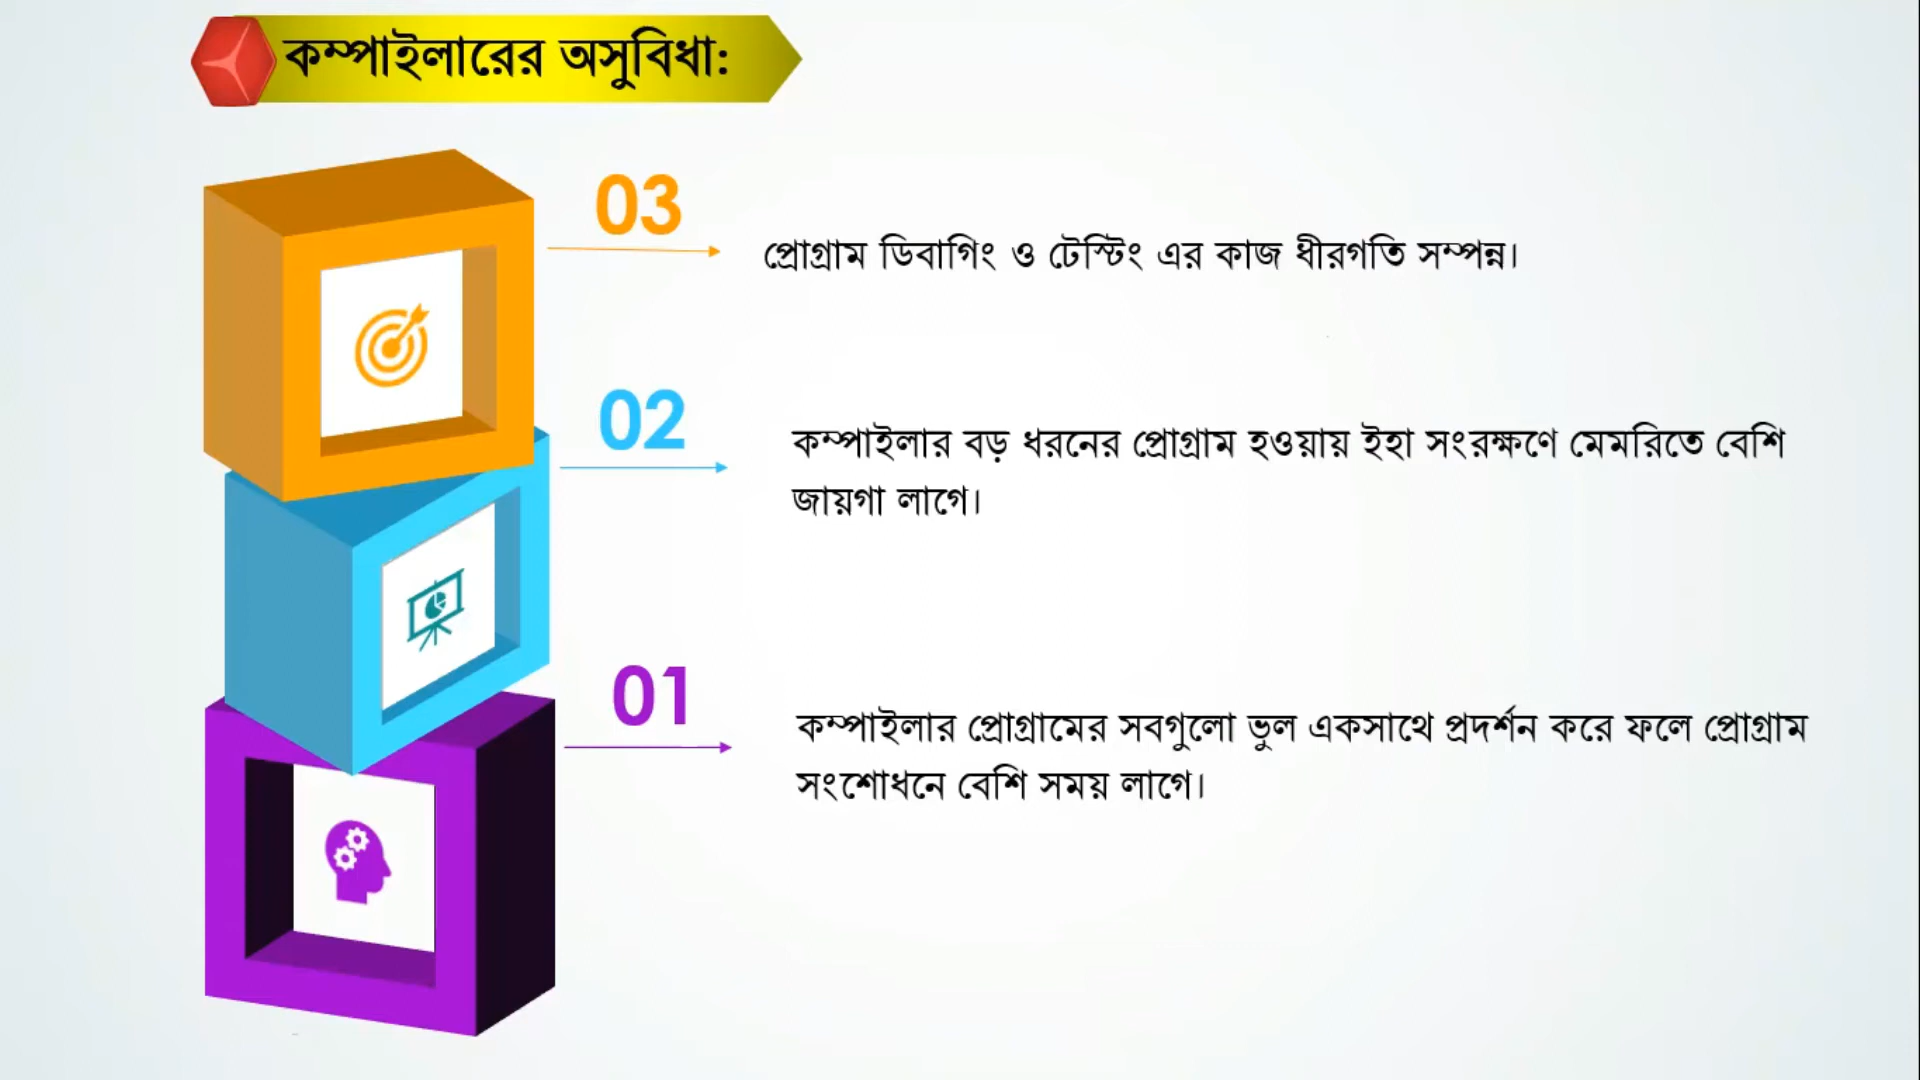 কম্পাইলারের অসুবিধা:
03
প্রোগ্রাম ডিবাগিং ও টেস্টিং এর কাজ ধীরগতি সম্পন্ন।
02
কম্পাইলার বড় ধরনের প্রোগ্রাম হওয়ায় ইহা সংরক্ষণে মেমরিতে বেশি
জায়গা লাগে।
01
কম্পাইলার প্রোগ্রামের সবগুলো ভুল একসাথে প্রদর্শন করে ফলে প্রোগ্রাম
সংশোধনে বেশি সময় লাগে।